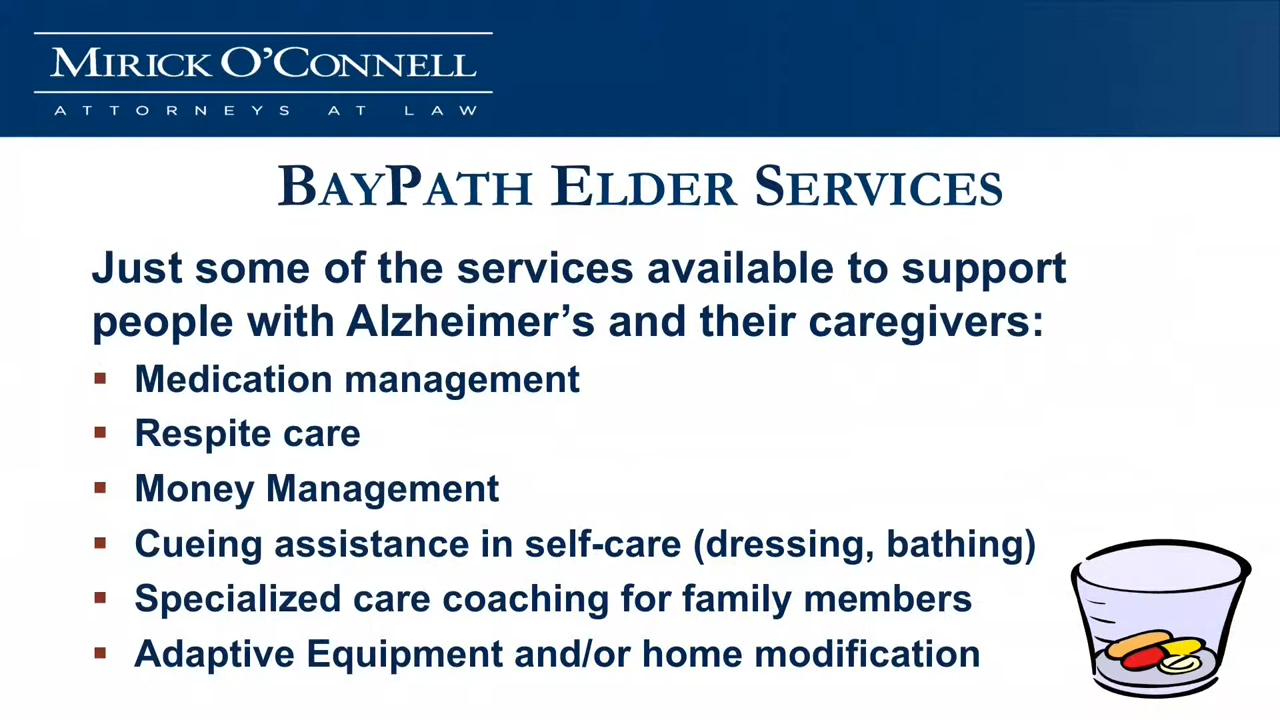 MIRICK O'CONNELL
ATTORNEYS AT LAW
BAYPATH ELDER SERVICES
Just some of the services available to support
people with Alzheimer's and their caregivers:
▪ Medication management
▪ Respite care
▪ Money Management
▪ Cueing assistance in self-care (dressing, bathing)
▪ Specialized care coaching for family members
▪ Adaptive Equipment and/or home modification